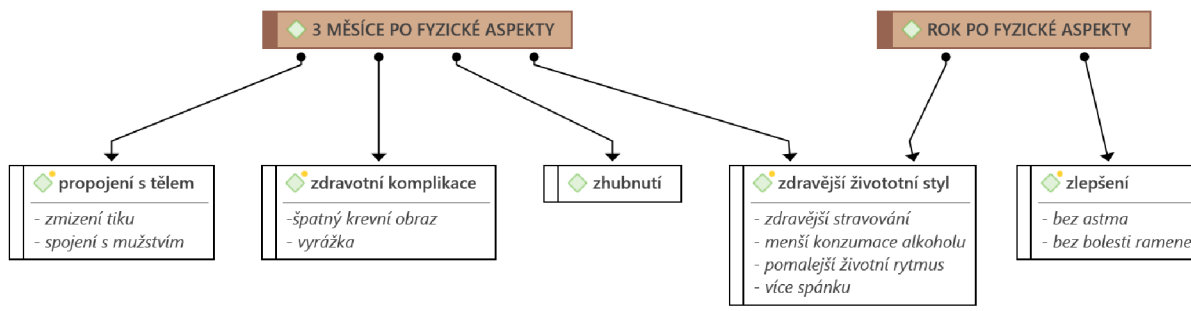 3 MĚSÍCE PO FYZICKÉ ASPEKTY
ROK PO FYZICKÉ ASPEKTY
propojení s tělem
- zmizení tiku
- spojení s mužstvím
zdravotní komplikace
-špatný krevní obraz
- vyrážka
zhubnutí
zdravějšíživototní styl
- zdravější stravování
- menší konzumace alkoholu
- pomalejší životní rytmus
- více spánku
zlepšení
- bez astma
- bez bolesti ramene